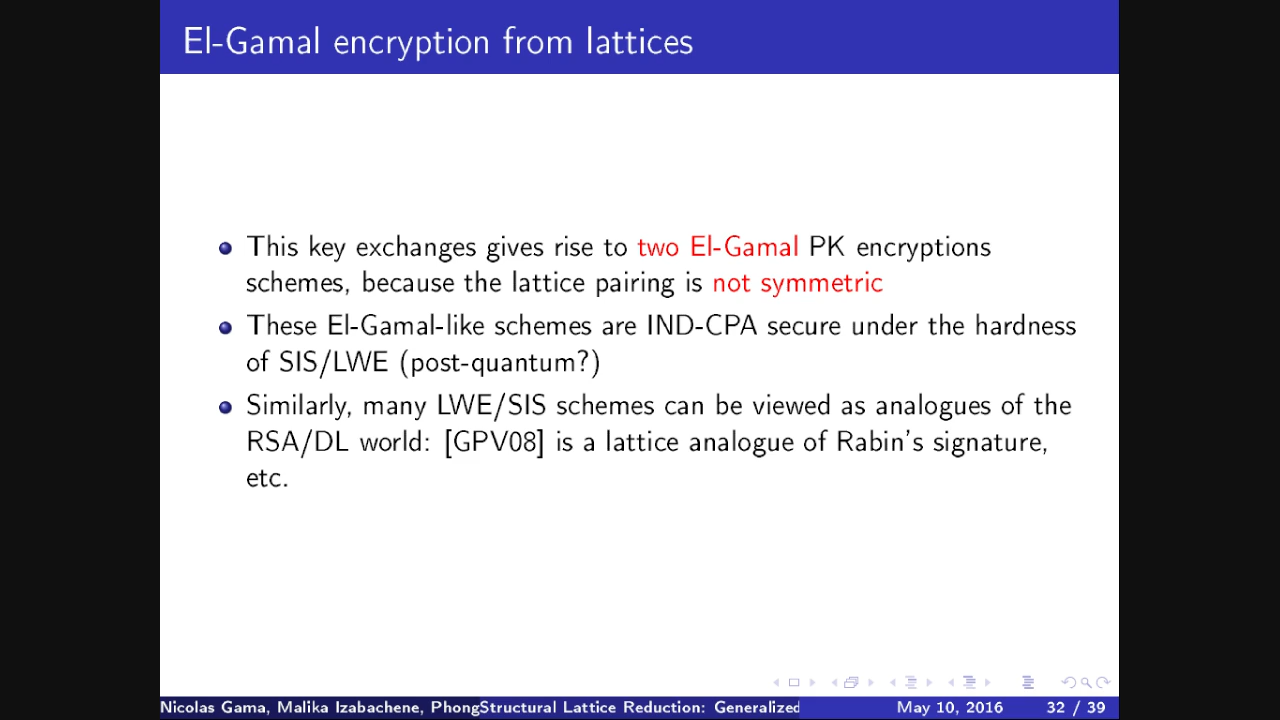 El-Gamal encryption from lattices
This key exchanges gives rise to two El-Gamal PK encryptions
schemes, because the lattice pairing is not symmetric
These El-Gamal-like schemes are IND-CPA secure under the hardness
of SIS/LWE (post-quantum?)
Similarly, many LWE/SIS schemes can be viewed as analogues of the
RSA/DL world: [GPV08] is a lattice analogue of Rabin's signature,
etc.
Nicolas Gama, Malika Izabachene, Phong Structural Lattice Reduction: Generalized May 10, 2016 32 / 39